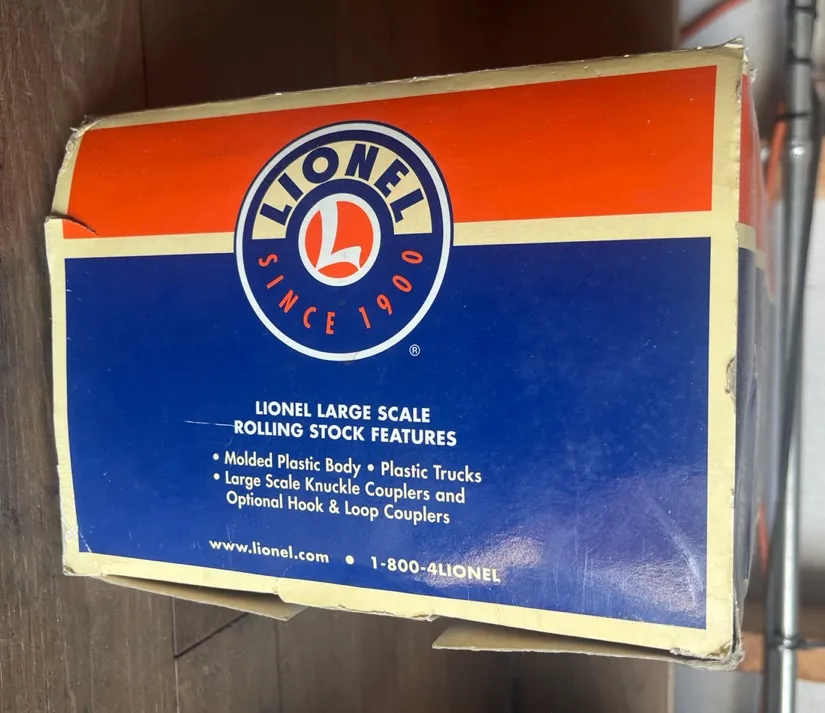 LIONEL
L
SINCE 1900
®
LIONEL LARGE SCALE
ROLLING STOCK FEATURES
• Molded Plastic Body • Plastic Trucks
• Large Scale Knuckle Couplers and
Optional Hook & Loop Couplers
www.lionel.com • 1-800-4LIONEL